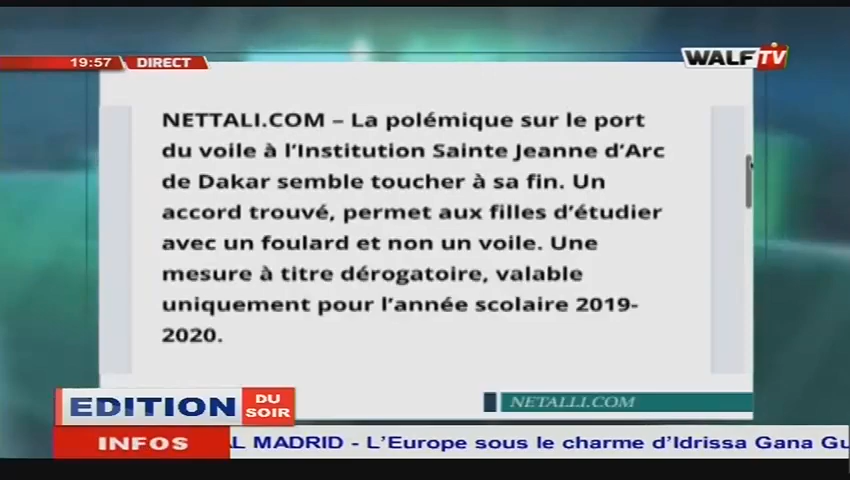 19:57 DIRECT
WALF TV
NETTALI.COM – La polémique sur le port
du voile à l'Institution Sainte Jeanne d'Arc
de Dakar semble toucher à sa fin. Un
accord trouvé, permet aux filles d'étudier
avec un foulard et non un voile. Une
mesure à titre dérogatoire, valable
uniquement pour l'année scolaire 2019-
2020.
EDITION DU SOIR
NETALLI.COM
INFOS
L MADRID - L'Europe sous le charme d'Idrissa Gana Gu